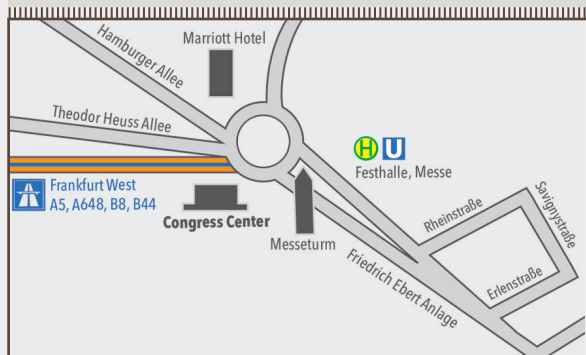 Marriott Hotel
Hamburger Allee
Theodor Heuss Allee
H U
Festhalle, Messe
Frankfurt West
A5, A648, B8, B44
Congress Center
Messeturm
Rheinstraße
Savignystraße
Erlenstraße
Friedrich Ebert Anlage